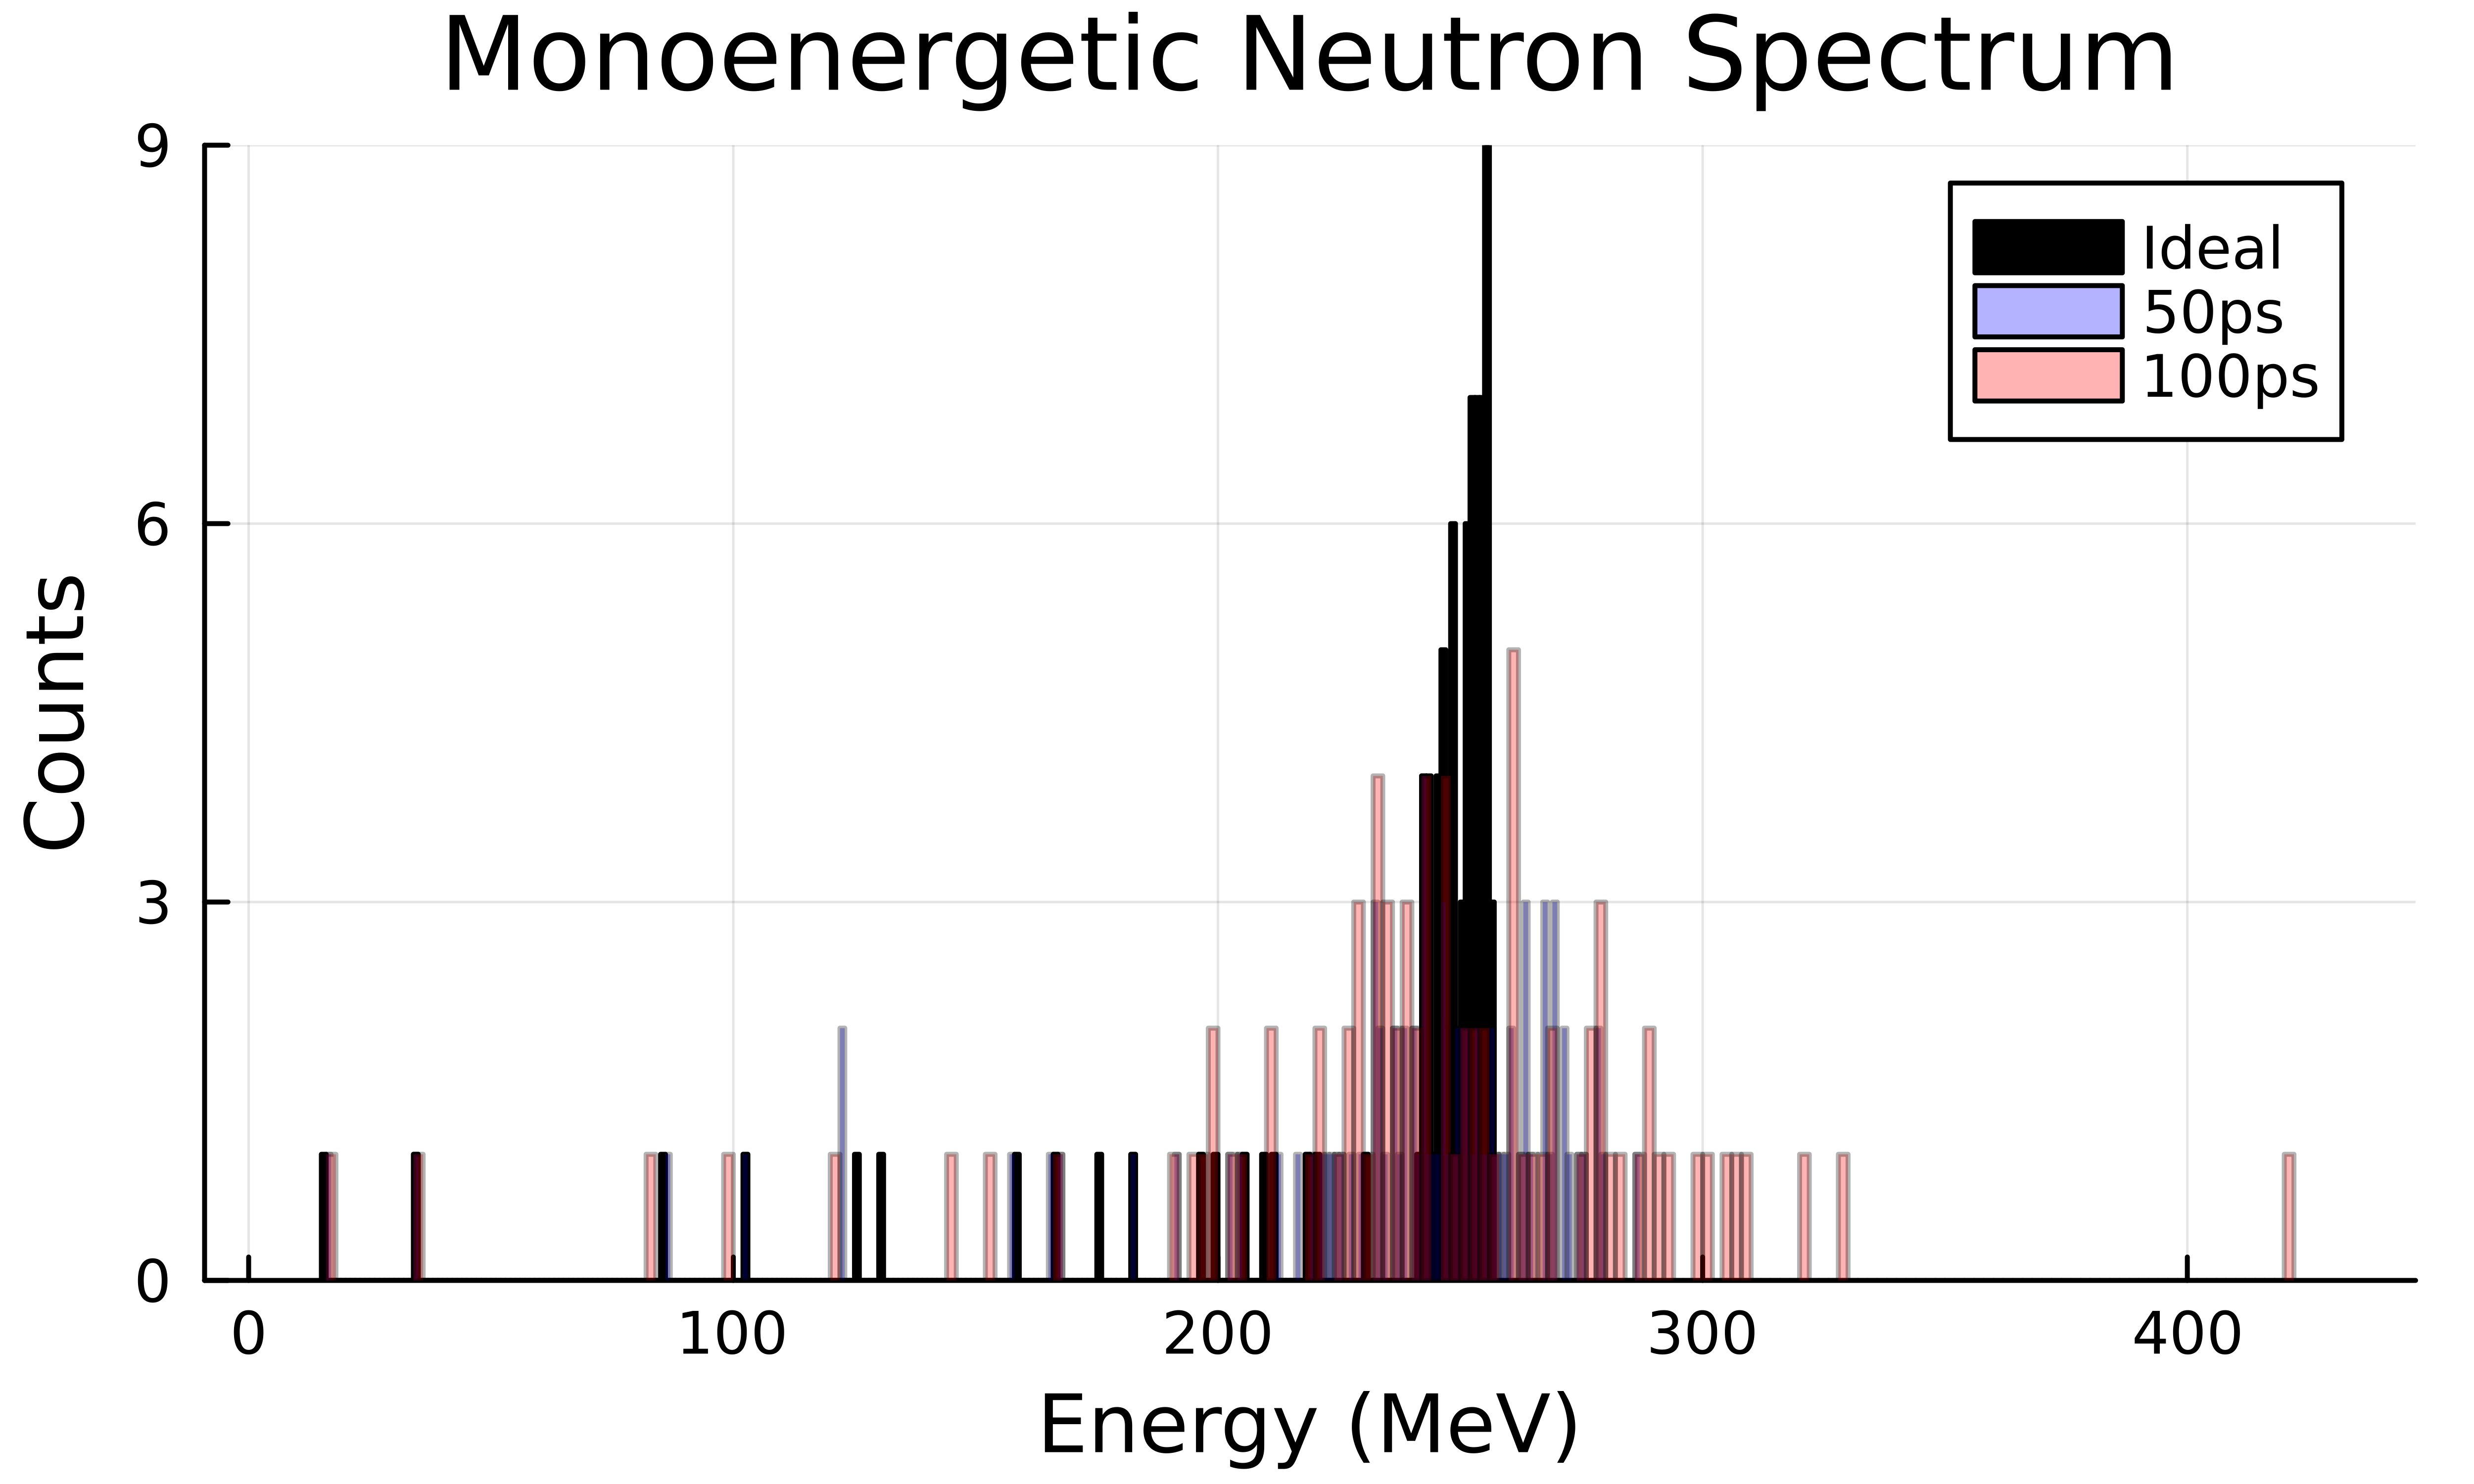 Monoenergetic Neutron Spectrum
9
6
3
0
Counts
Ideal
50ps
100ps
0 100 200 300 400
Energy (MeV)